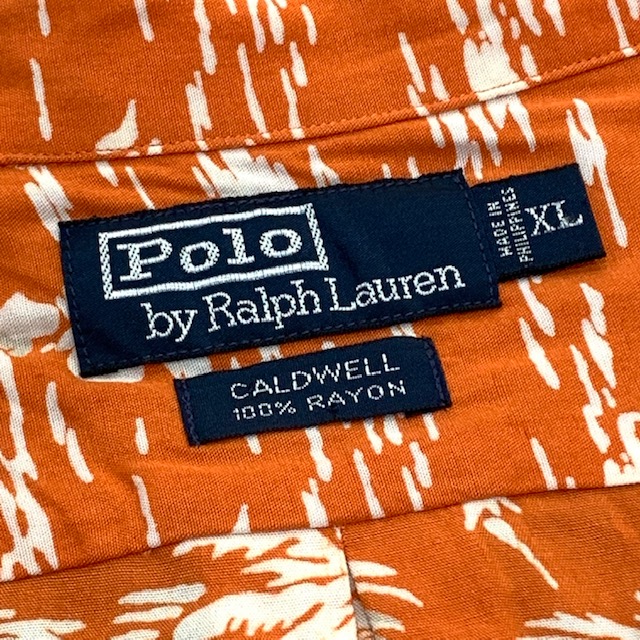 Polo
by Ralph Lauren
MADE IN
PHILIPPINES
XL
CALDWELL
100% RAYON